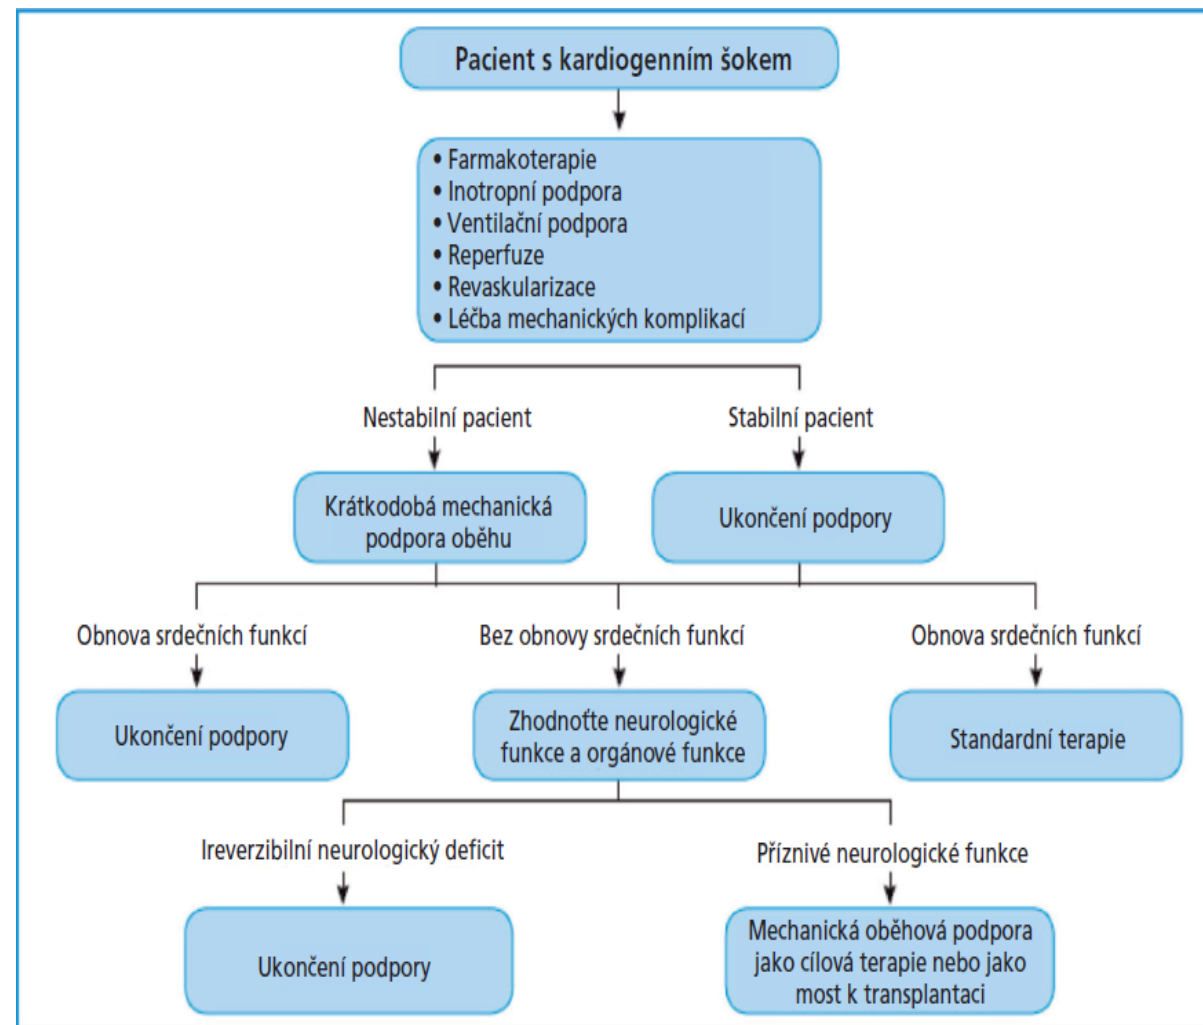 Pacient s kardiogenním šokem
• Farmakoterapie
• Inotropní podpora
• Ventilační podpora
• Reperfuze
• Revaskularizace
• Léčba mechanických komplikací
Nestabilní pacient
Stabilní pacient
Krátkodobá mechanická
podpora oběhu
Ukončení podpory
Obnova srdečních funkcí
Bez obnovy srdečních funkcí
Obnova srdečních funkcí
Ukončení podpory
Zhodnoťte neurologické
funkce a orgánové funkce
Standardní terapie
Ireverzibilní neurologický deficit
Příznivé neurologické funkce
Ukončení podpory
Mechanická oběhová podpora
jako cílová terapie nebo jako
most k transplantaci